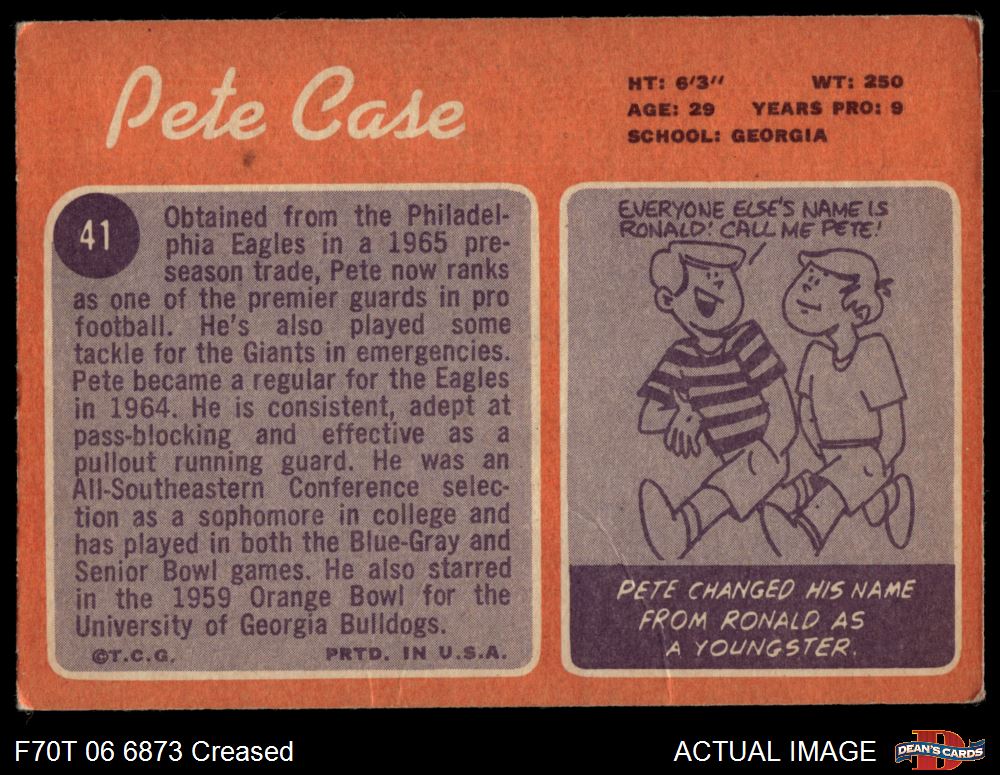 Pete Case
HT: 6'3" WT: 250
AGE: 29 YEARS PRO: 9
SCHOOL: GEORGIA
41
Obtained from the Philadel-
phia Eagles in a 1965 pre-
season trade, Pete now ranks
as one of the premier guards in pro
football. He's also played some
tackle for the Giants in emergencies.
Pete became a regular for the Eagles
in 1964. He is consistent, adept at
pass-blocking and effective as a
pullout running guard. He was an
All-Southeastern Conference selec-
tion as a sophomore in college and
has played in both the Blue-Gray and
Senior Bowl games. He also starred
in the 1959 Orange Bowl for the
University of Georgia Bulldogs.
©T.C.G. PRTD. IN U.S.A.
EVERYONE ELSE'S NAME IS
RONALD! CALL ME PETE!
PETE CHANGED HIS NAME
FROM RONALD AS
A YOUNGSTER.
F70T 06 6873 Creased
ACTUAL IMAGE
D
DEAN'S CARDS